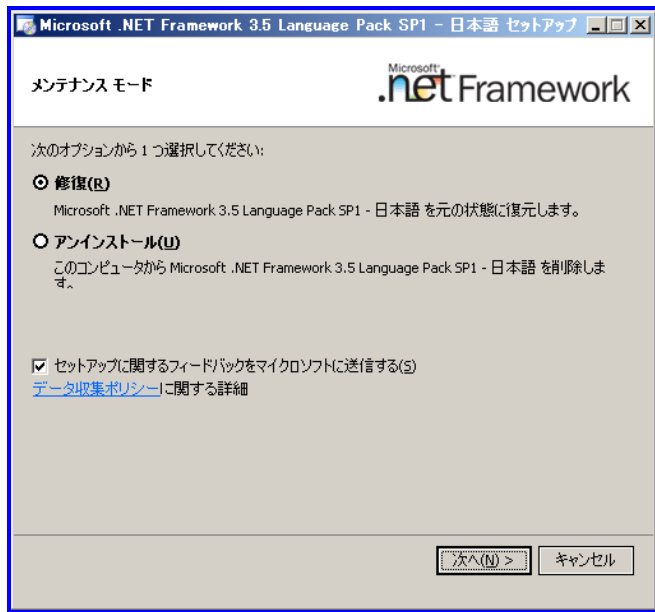 Microsoft .NET Framework 3.5 Language Pack SP1 - 日本語 セットアップ
メンテナンス モード
Microsoft
.net Framework
次のオプションから 1 つ選択してください:
修復(R)
Microsoft .NET Framework 3.5 Language Pack SP1 - 日本語 を元の状態に復元します。
アンインストール(U)
このコンピュータから Microsoft .NET Framework 3.5 Language Pack SP1 - 日本語 を削除しま
す。
セットアップに関するフィードバックをマイクロソフトに送信する(S)
データ収集ポリシーに関する詳細
次へ(N) >
キャンセル